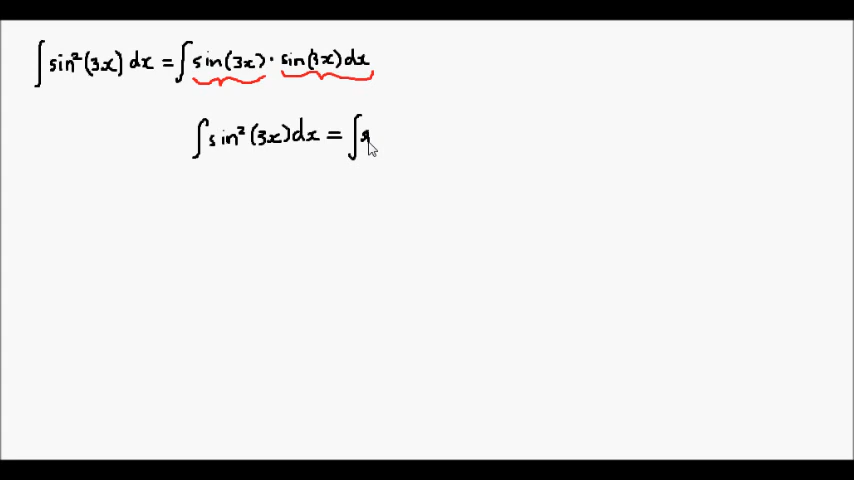 ∫ sin²(3x) dx = ∫ sin(3x) · sin(3x) dx
∫ sin²(3x) dx = ∫ s